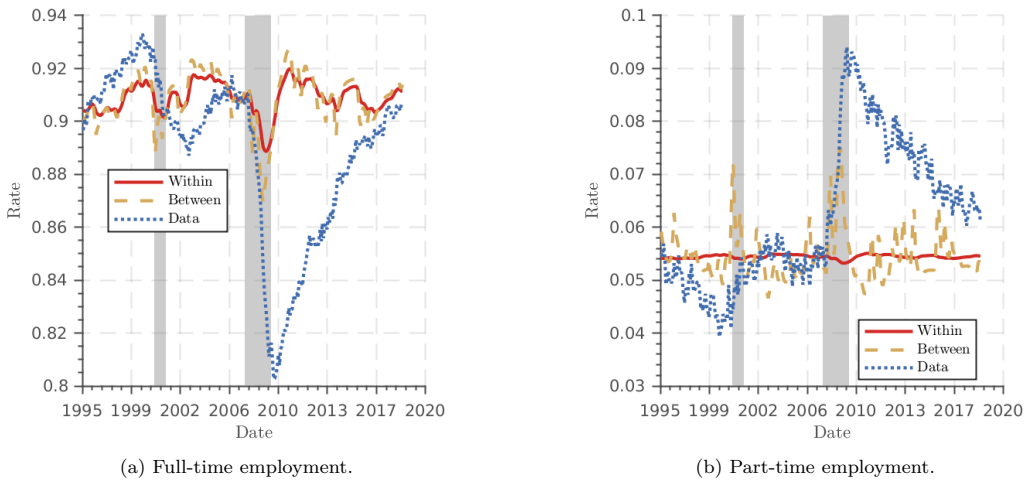 0.94
0.92
0.9
0.88
0.86
0.84
0.82
0.8
Rate
Within
Between
Data
1995 1999 2002 2006 2010 2013 2017 2020
Date
(a) Full-time employment.
0.1
0.09
0.08
0.07
0.06
0.05
0.04
0.03
Rate
Within
Between
Data
1995 1999 2002 2006 2010 2013 2017 2020
Date
(b) Part-time employment.